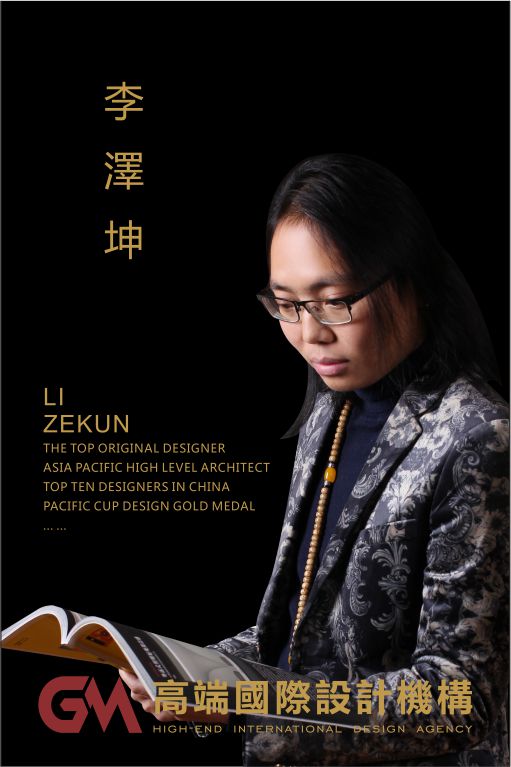 李澤坤
LI
ZEKUN
THE TOP ORIGINAL DESIGNER
ASIA PACIFIC HIGH LEVEL ARCHITECT
TOP TEN DESIGNERS IN CHINA
PACIFIC CUP DESIGN GOLD MEDAL
... ...
GM 高端國際設計機構
HIGH-END INTERNATIONAL DESIGN AGENCY